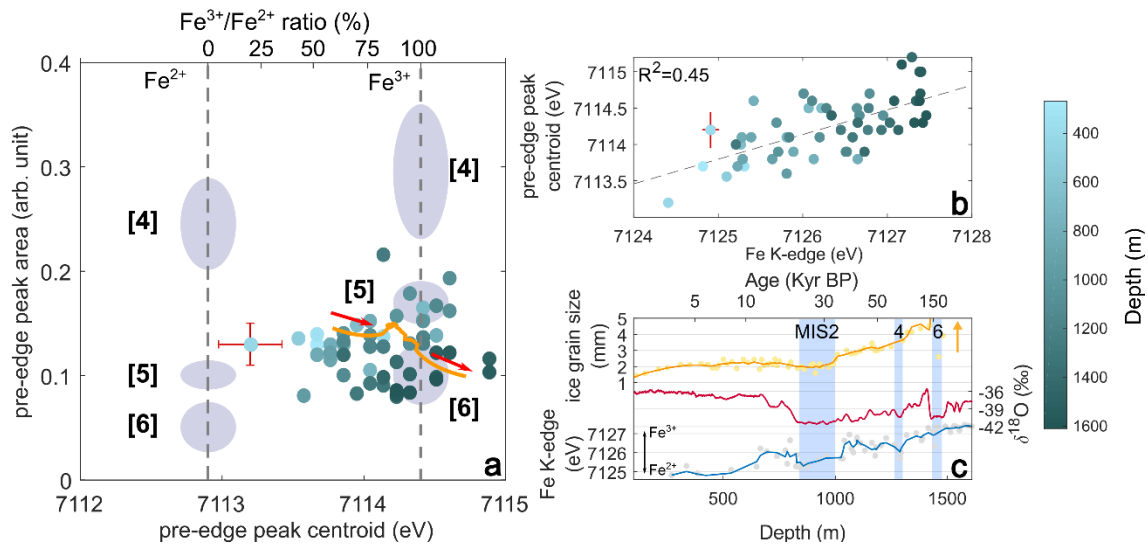 Fe³⁺/Fe²⁺ ratio (%)
0 25 50 75 100
0.4
0.3
0.2
0.1
0
pre-edge peak area (arb. unit)
Fe²⁺
Fe³⁺
[4]
[4]
[5]
[5]
[6]
[6]
a
7112 7113 7114 7115
pre-edge peak centroid (eV)
7115
7114.5
7114
7113.5
pre-edge peak
centroid (eV)
R²=0.45
b
7124 7125 7126 7127 7128
Fe K-edge (eV)
Age (Kyr BP)
5 10 30 50 150
ice grain size
(mm)
5
4
3
2
1
MIS2
4
6
-36
-39
-42
δ¹⁸O (‰)
Fe K-edge
(eV)
7127
7126
7125
Fe³⁺
Fe²⁺
c
500 1000 1500
Depth (m)
400
600
800
1000
1200
1400
1600
Depth (m)